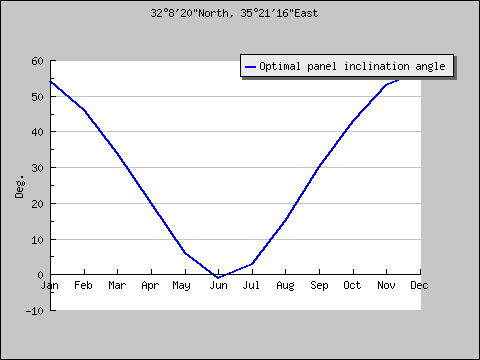 32°8'20"North, 35°21'16"East
Optimal panel inclination angle
60
50
40
30
20
10
0
-10
Deg.
Jan Feb Mar Apr May Jun Jul Aug Sep Oct Nov Dec